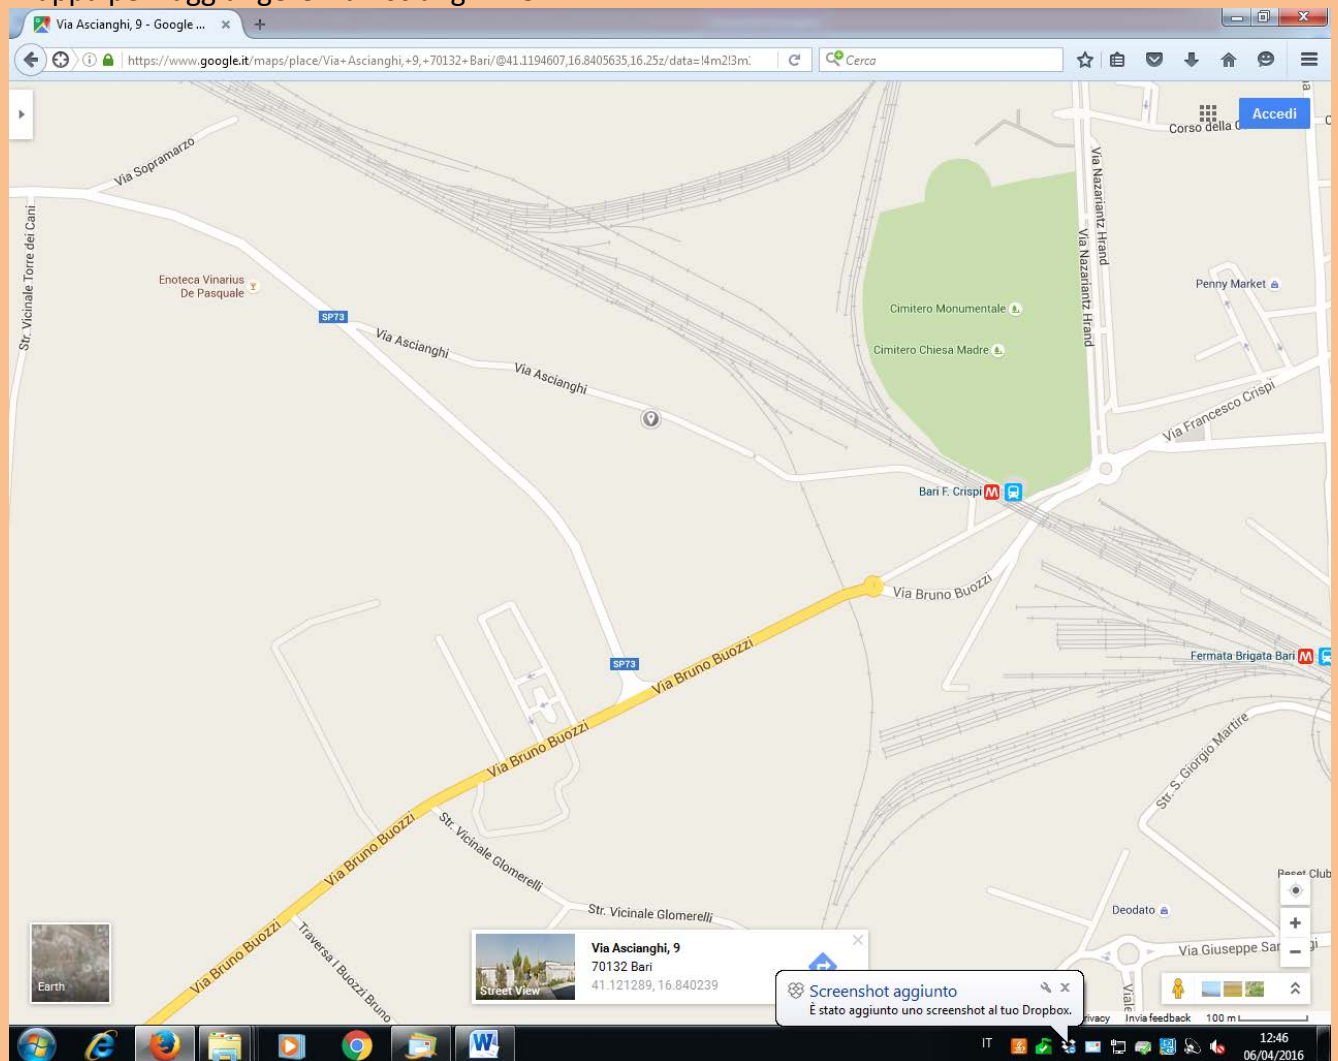 Via Ascianghi, 9 - Google ...
https://www.google.it/maps/place/Via+Ascianghi,+9,+70132+Bari/@41.1194607,16.8405635,16.25z/data=!4m2!3m
Cerca
Accedi
Corso della
Via Sopramarzo
Via Nazariantz Hrand
Via Nazariantz Hrand
Str. Vicinale Torre dei Cani
Enoteca Vinarius
De Pasquale
Penny Market
Cimitero Monumentale
SP73
Via Ascianghi
Cimitero Chiesa Madre
Via Ascianghi
Via Francesco Crispi
Bari F. Crispi M
Via Bruno Buozzi
Fermata Brigata Bari M
SP73
Via Bruno Buozzi
Via Bruno Buozzi
Str. S. Giorgio Martire
Via Bruno Buozzi
Str. Vicinale Glomerelli
Reset Club
Str. Vicinale Glomerelli
Deodato
Via Bruno Buozzi
Traversa I Buozzi Bruno
Via Giuseppe
Viale
Earth
Street View
Via Ascianghi, 9
70132 Bari
41.121289, 16.840239
Screenshot aggiunto
È stato aggiunto uno screenshot al tuo Dropbox.
Invia feedback 100 m
IT
12:46
06/04/2016